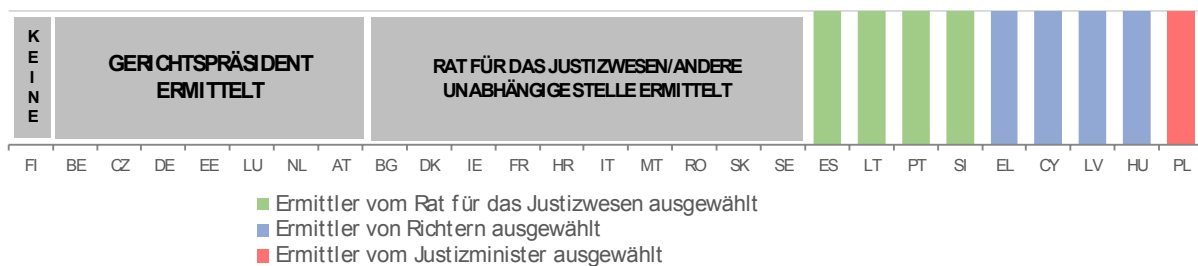 KEINE
GERICHTSPRÄSIDENT
ERMITTELT
RAT FÜR DAS JUSTIZWESEN/ANDERE
UNABHÄNGIGE STELLE ERMITTELT
FI BE CZ DE EE LU NL AT BG DK IE FR HR IT MT RO SK SE ES LT PT SI EL CY LV HU PL
Ermittler vom Rat für das Justizwesen ausgewählt
Ermittler von Richtern ausgewählt
Ermittler vom Justizminister ausgewählt